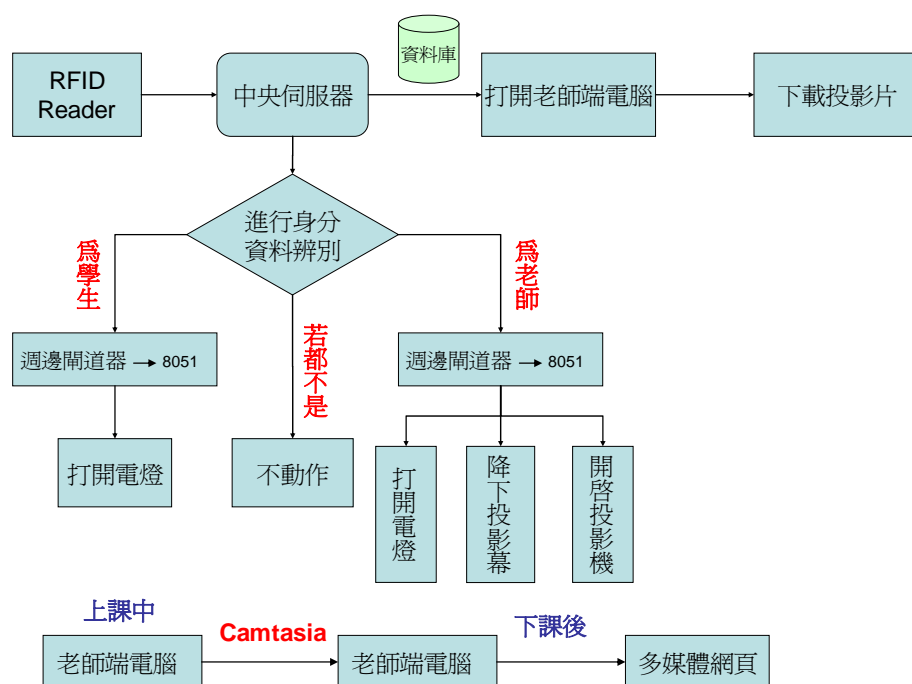 資料庫
RFID
Reader
中央伺服器
打開老師端電腦
下載投影片
進行身分
資料辨別
為學生
若都不是
為老師
週邊閘道器 → 8051
週邊閘道器 → 8051
打開電燈
不動作
打開電燈
降下投影幕
開啟投影機
上課中
Camtasia
下課後
老師端電腦
老師端電腦
多媒體網頁